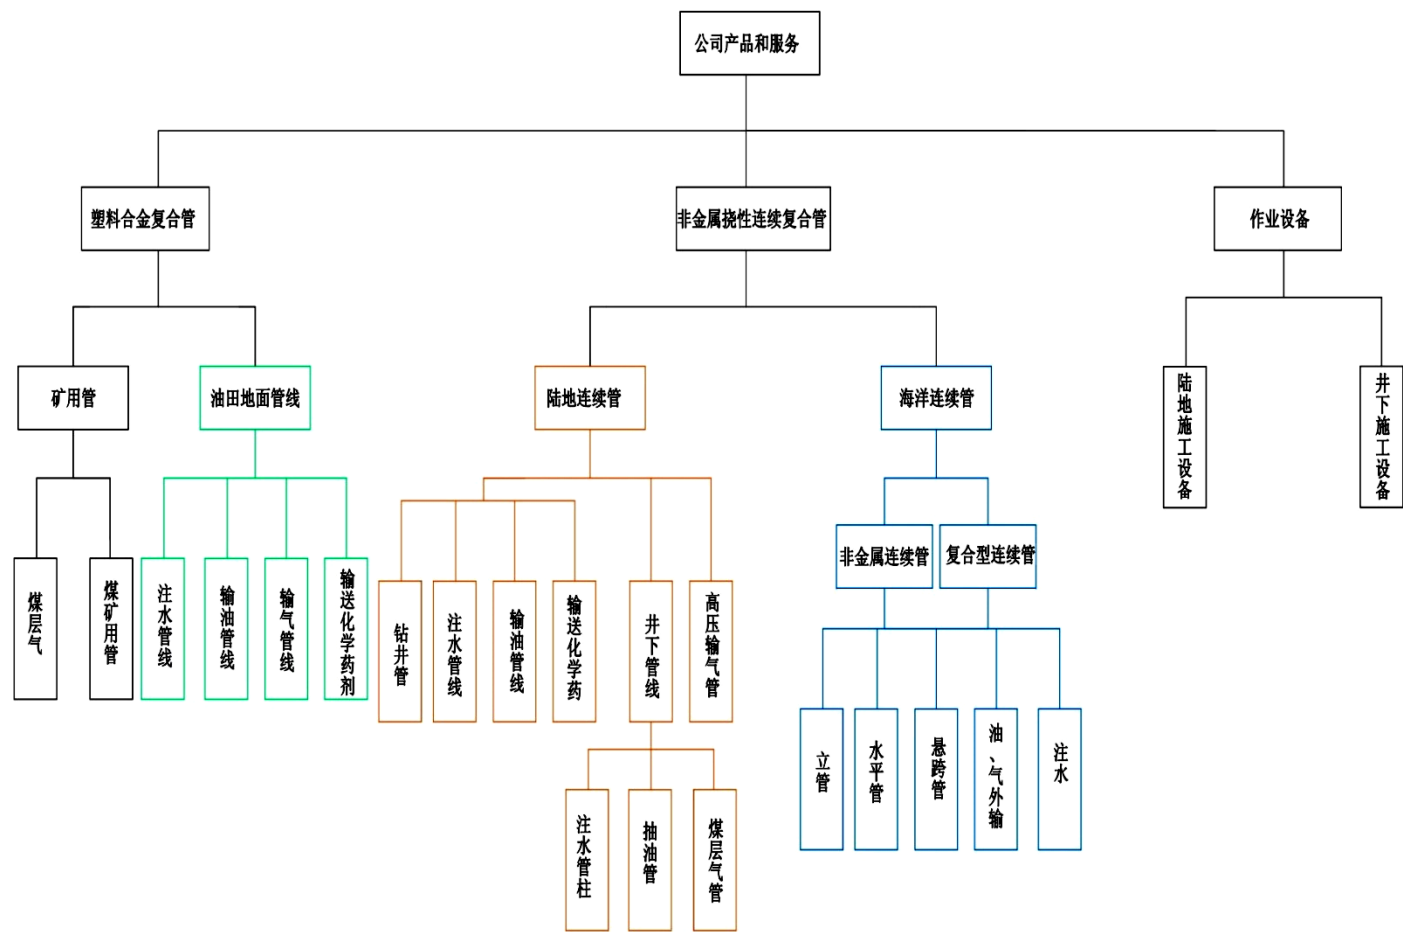 公司产品和服务
塑料合金复合管
非金属挠性连续复合管
作业设备
矿用管
油田地面管线
陆地连续管
海洋连续管
陆地施工设备
井下施工设备
非金属连续管
复合型连续管
煤层气
煤矿用管
注水管线
输油管线
输气管线
输送化学药剂
钻井管
注水管线
输油管线
输送化学药
井下管线
高压输气管
立管
水平管
悬跨管
油、气外输
注水
注水管柱
抽油管
煤层气管